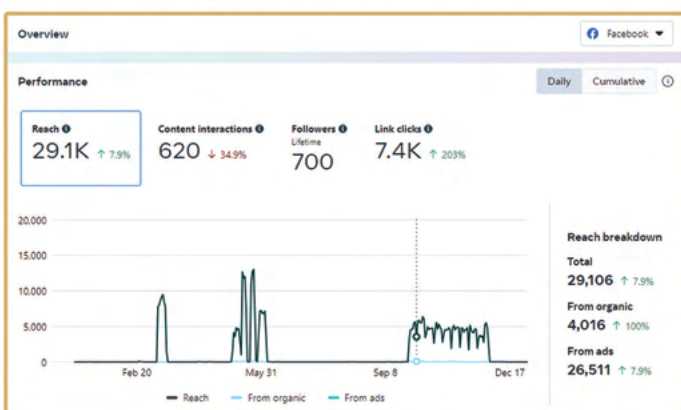 Overview
Facebook
Performance
Daily Cumulative
Reach Content interactions Followers Link clicks
Lifetime
29.1K ↑ 7.9% 620 ↓ 34.9% 700 7.4K ↑ 203%
20,000
15,000
10,000
5,000
0
Feb 20 May 31 Sep 8 Dec 17
Reach From organic From ads
Reach breakdown
Total
29,106 ↑ 7.9%
From organic
4,016 ↑ 100%
From ads
26,511 ↑ 7.9%